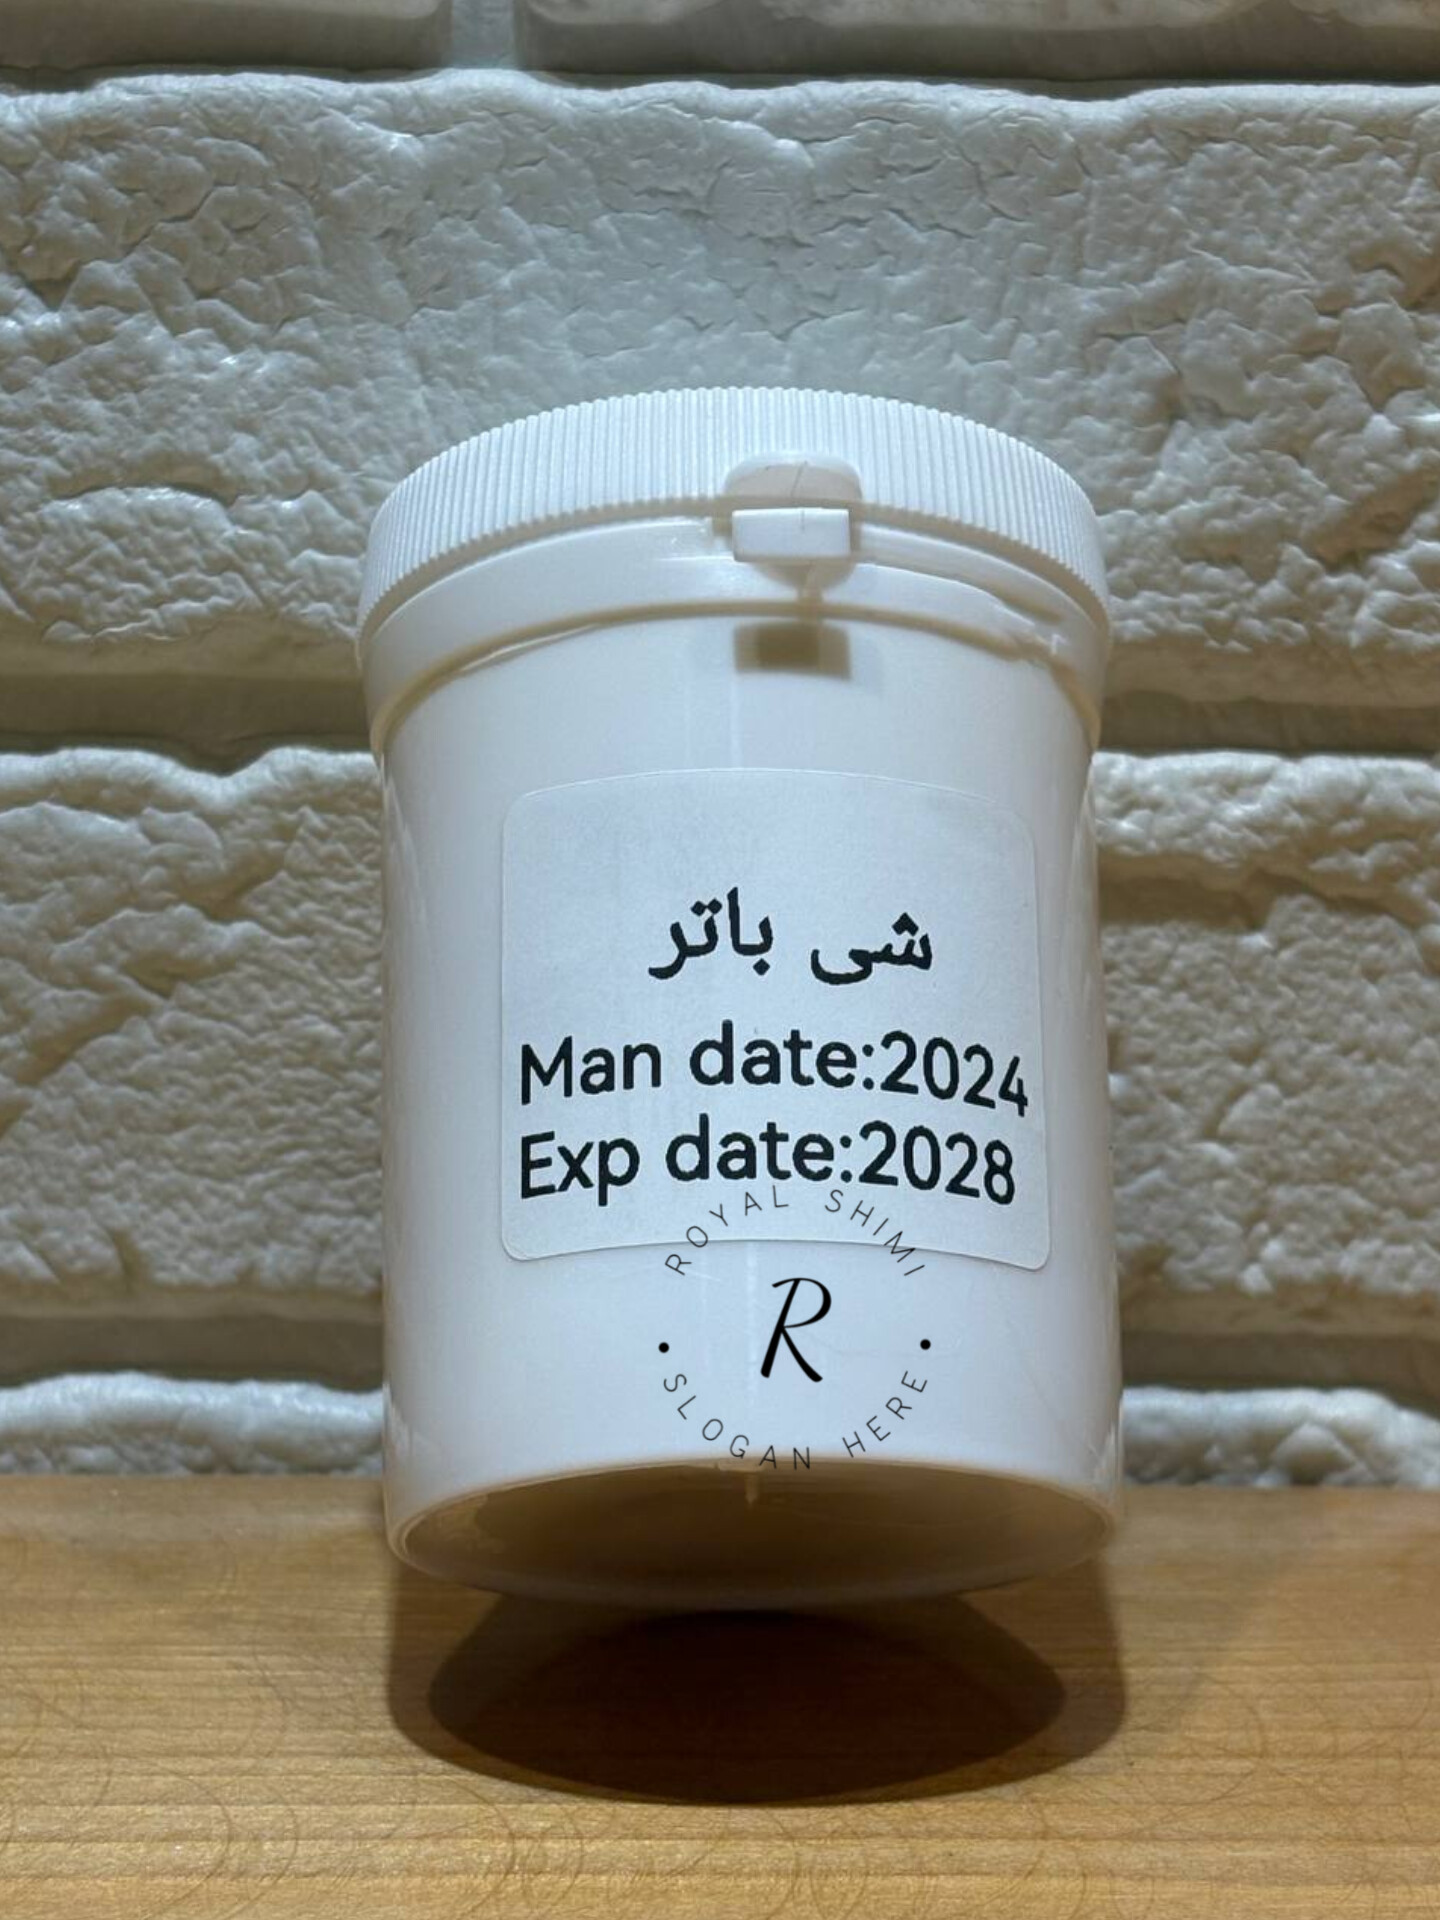 شی باتر
Man date:2024
Exp date:2028
ROYAL SHIMI
R
SLOGAN HERE